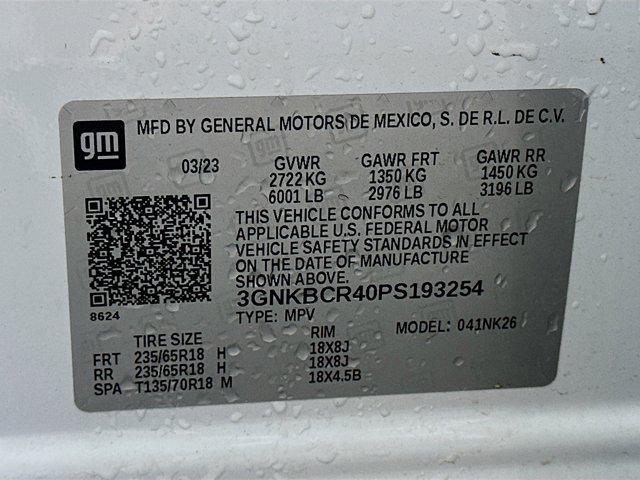 gm
MFD BY GENERAL MOTORS DE MEXICO, S. DE R.L. DE C.V.
03/23 GVWR GAWR FRT GAWR RR
2722 KG 1350 KG 1450 KG
6001 LB 2976 LB 3196 LB
THIS VEHICLE CONFORMS TO ALL
APPLICABLE U.S. FEDERAL MOTOR
VEHICLE SAFETY STANDARDS IN EFFECT
ON THE DATE OF MANUFACTURE
SHOWN ABOVE.
3GNKBCR40PS193254
8624
TYPE: MPV MODEL: 041NK26
TIRE SIZE RIM
FRT 235/65R18 H 18X8J
RR 235/65R18 H 18X8J
SPA T135/70R18 M 18X4.5B